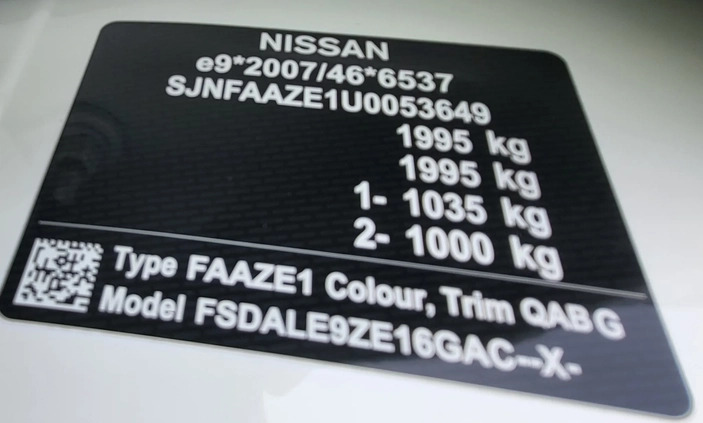 NISSAN
e9*2007/46*6537
SJNFAAZE1U0053649
1995 kg
1995 kg
1- 1035 kg
2- 1000 kg
Type FAAZE1 Colour, Trim QAB G
Model FSDALE9ZE16GAC--X-